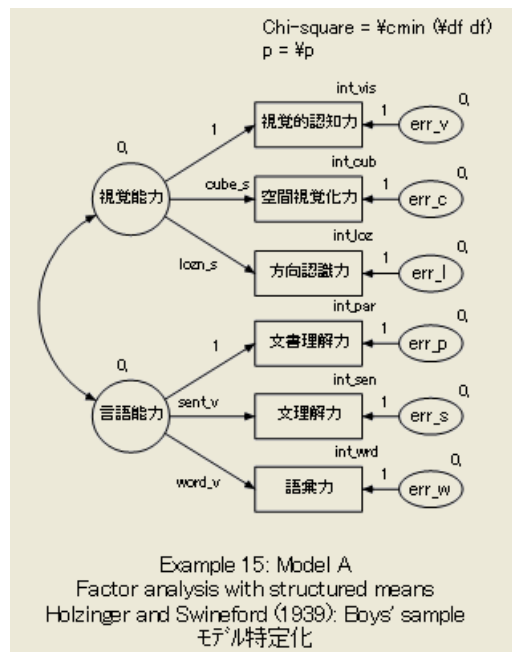 Chi-square = ¥cmin (¥df df)
p = ¥p
int_vis
0,
1
視覚的認知力
1
err_v
0,
int_cub
0,
視覚能力
cube_s
空間視覚化力
1
err_c
int_loz
0,
lozn_s
方向認識力
1
err_l
int_par
0,
1
文書理解力
1
err_p
0,
int_sen
0,
言語能力
sent_v
文理解力
1
err_s
int_wrd
0,
word_v
語彙力
1
err_w
Example 15: Model A
Factor analysis with structured means
Holzinger and Swineford (1939): Boys' sample
モデル特定化